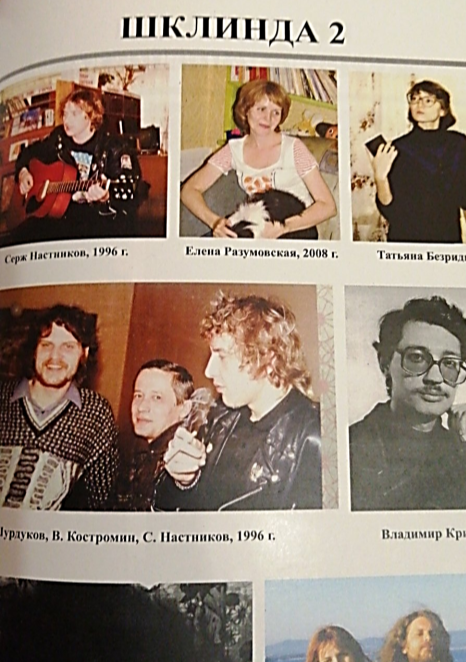 ШКЛИНДА 2
Серж Настников, 1996 г.
Елена Разумовская, 2008 г.
Татьяна
В. Костромин, С. Настников, 1996 г.
Владимир